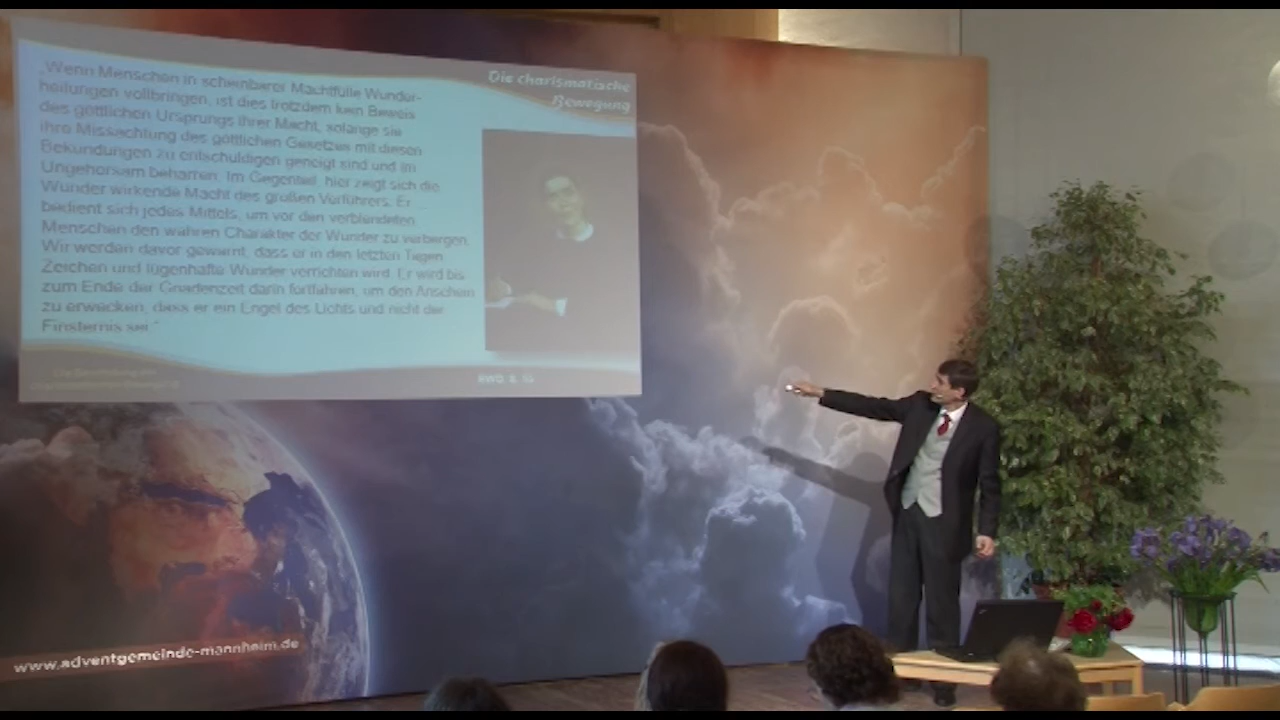 „Wenn Menschen in scheinbarer Machtfülle Wunder-
heilungen vollbringen, ist dies trotzdem kein Beweis
des göttlichen Ursprungs ihrer Macht, solange sie
ihre Missachtung des göttlichen Gesetzes mit diesen
Bekundungen zu entschuldigen geneigt sind und im
Ungehorsam beharren. Im Gegenteil, hier zeigt sich die
Wunder wirkende Macht des großen Verführers. Er
bedient sich jedes Mittels, um vor den verblendeten
Menschen den wahren Charakter der Wunder zu verbergen.
Wir werden davor gewarnt, dass er in den letzten Tagen
Zeichen und lügenhafte Wunder verrichten wird. Er wird bis
zum Ende der Gnadenzeit darin fortfahren, um den Anschein
zu erwecken, dass er ein Engel des Lichts und nicht der
Finsternis sei.“
Die charismatische
Bewegung
www.adventgemeinde-mannheim.de